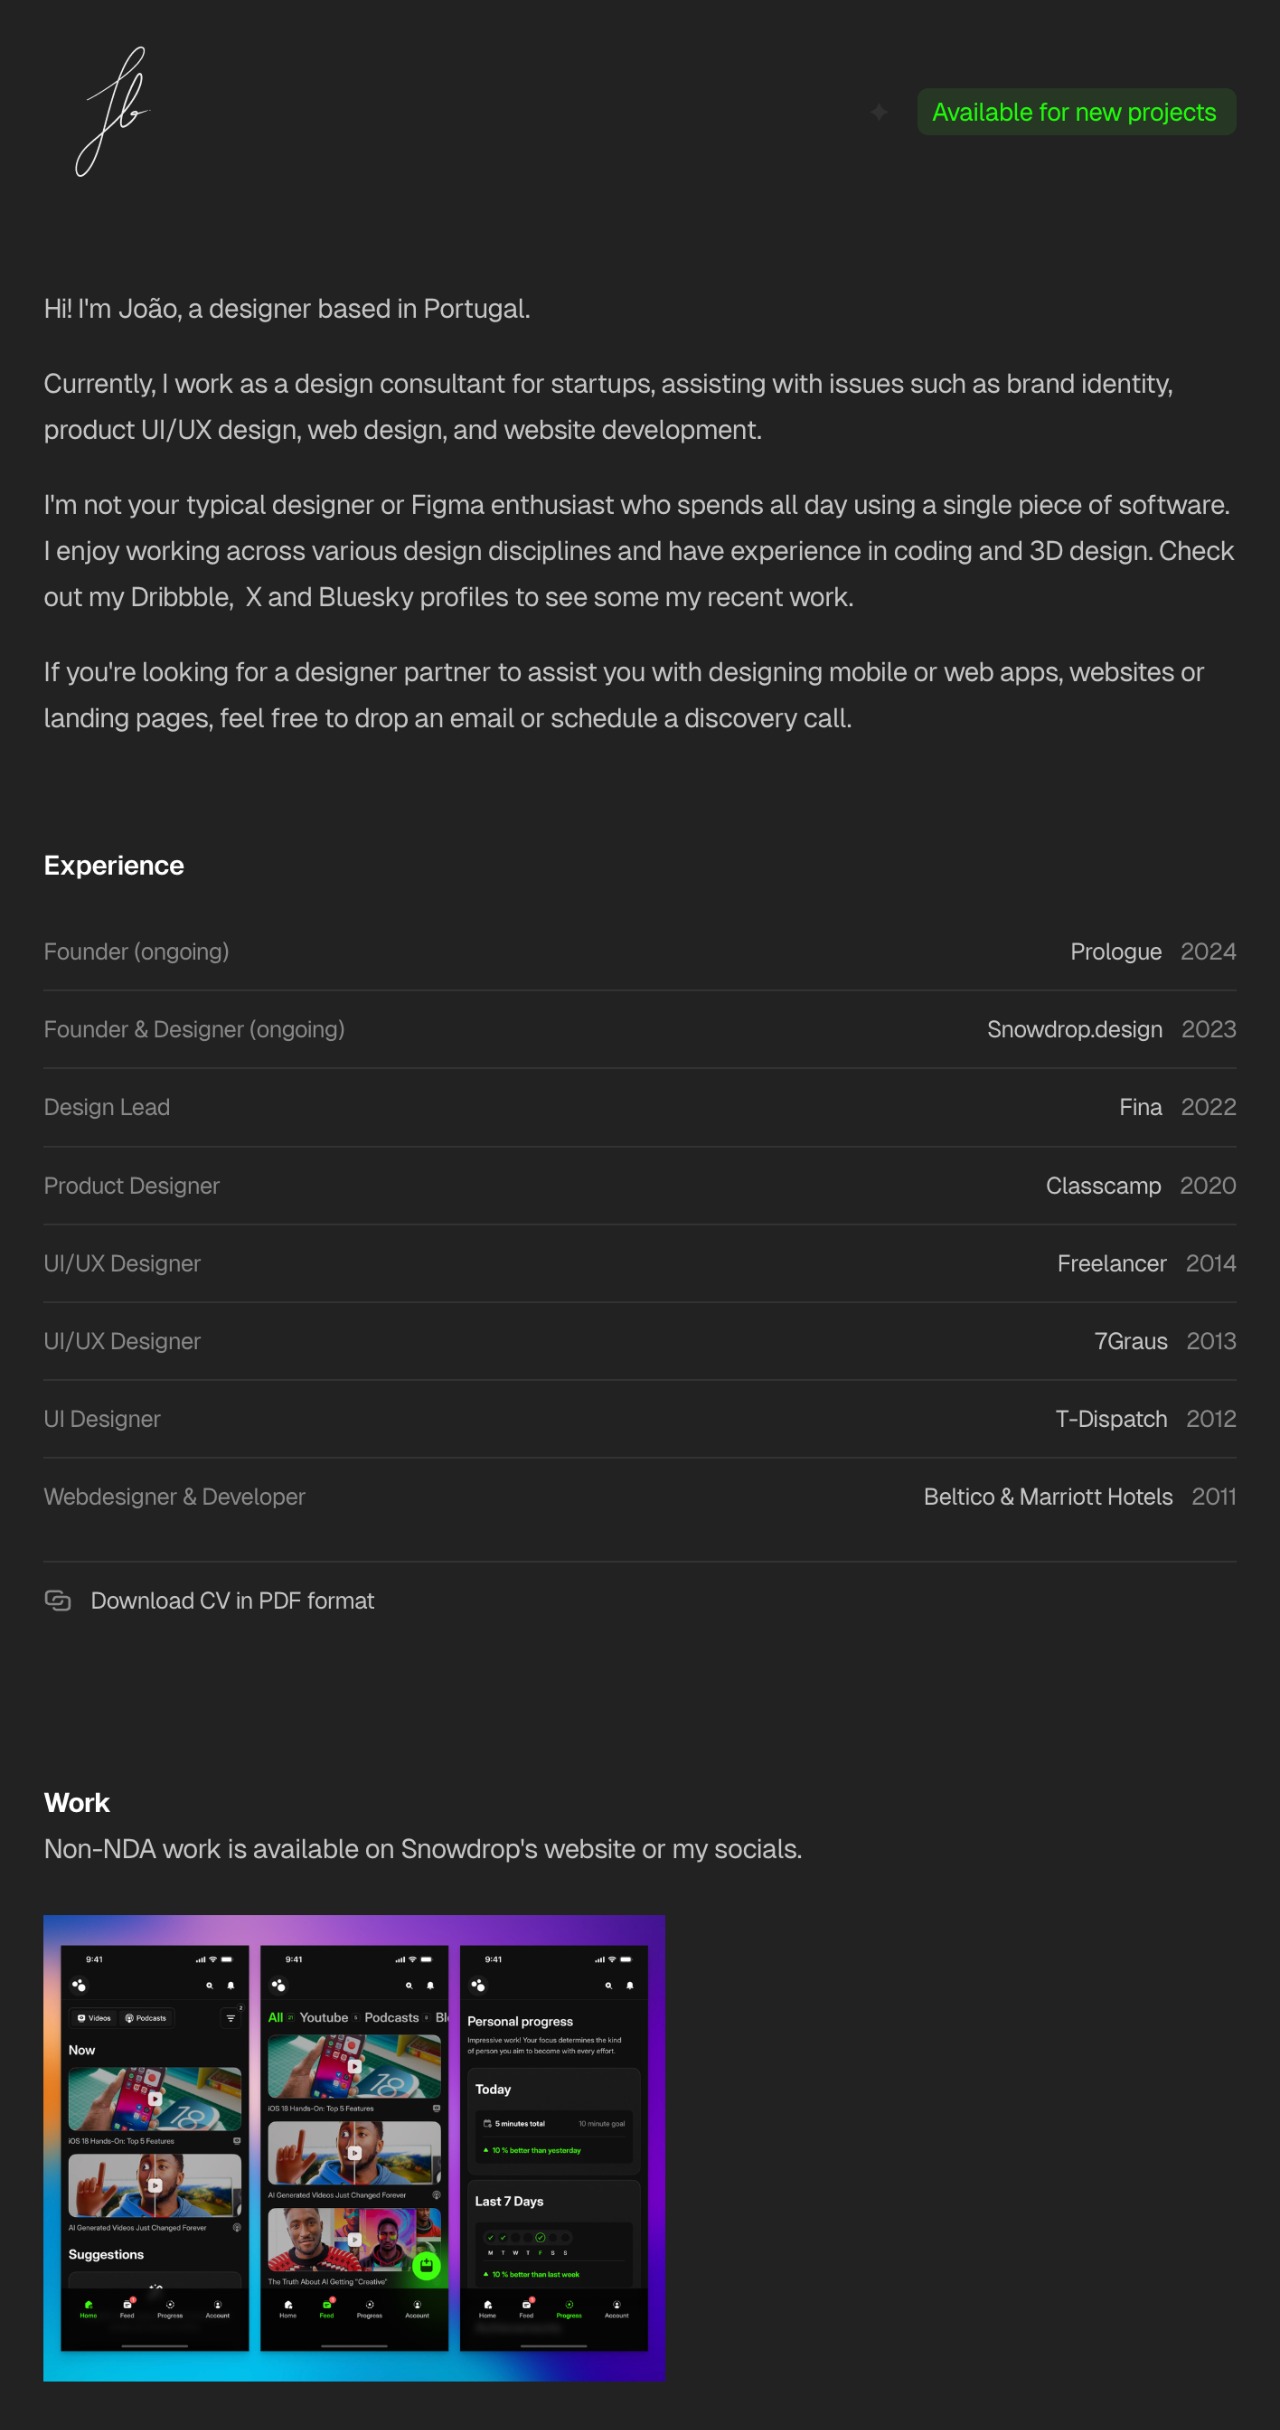 Jb
Available for new projects
Hi! I'm João, a designer based in Portugal.
Currently, I work as a design consultant for startups, assisting with issues such as brand identity,
product UI/UX design, web design, and website development.
I'm not your typical designer or Figma enthusiast who spends all day using a single piece of software.
I enjoy working across various design disciplines and have experience in coding and 3D design. Check
out my Dribbble,  X and Bluesky profiles to see some my recent work.
If you're looking for a designer partner to assist you with designing mobile or web apps, websites or
landing pages, feel free to drop an email or schedule a discovery call.
Experience
Founder (ongoing) Prologue 2024
Founder & Designer (ongoing) Snowdrop.design 2023
Design Lead Fina 2022
Product Designer Classcamp 2020
UI/UX Designer Freelancer 2014
UI/UX Designer 7Graus 2013
UI Designer T-Dispatch 2012
Webdesigner & Developer Beltico & Marriott Hotels 2011
Download CV in PDF format
Work
Non-NDA work is available on Snowdrop's website or my socials.
9:41
Videos Podcasts 2
Now
18
iOS 18 Hands-On: Top 5 Features
AI Generated Videos Just Changed Forever
Suggestions
Home Feed Progress Account
9:41
All 21 Youtube 5 Podcasts Bl
18
iOS 18 Hands-On: Top 5 Features
AI Generated Videos Just Changed Forever
The Truth About AI Getting "Creative"
Home Feed Progress Account
9:41
Personal progress
Impressive work! Your focus determines the kind
of person you aim to become with every effort.
Today
5 minutes total 10 minute goal
10 % better than yesterday
Last 7 Days
M T W T F S S
10 % better than last week
Home Feed Progress Account